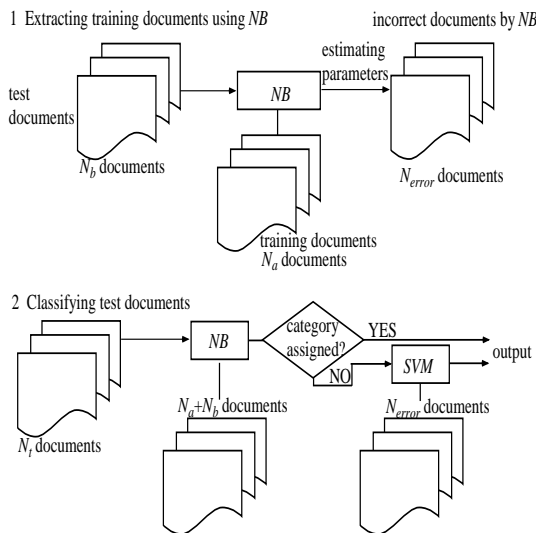 1 Extracting training documents using NB
incorrect documents by NB
estimating
parameters
test
documents
NB
N_b documents
N_error documents
training documents
N_a documents
2 Classifying test documents
NB
category
assigned?
YES
output
NO
SVM
N_a+N_b documents
N_error documents
N_t documents